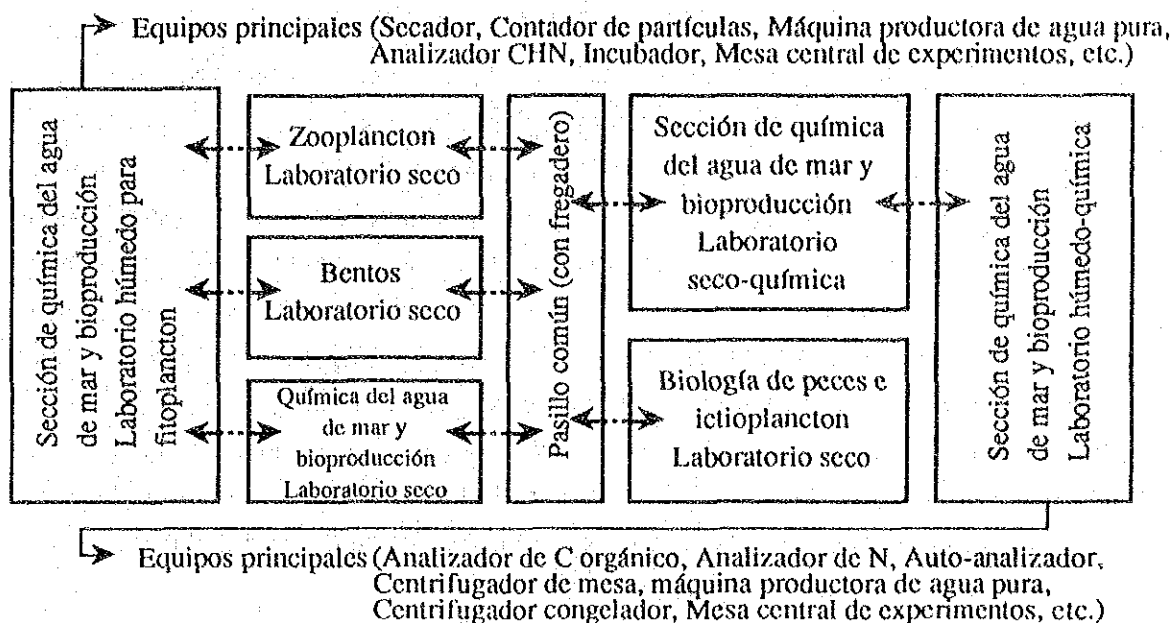 Equipos principales (Secador, Contador de partículas, Máquina productora de agua pura,
Analizador CHN, Incubador, Mesa central de experimentos, etc.)
Sección de química del agua
de mar y bioproducción
Laboratorio húmedo para
fitoplancton
Zooplancton
Laboratorio seco
Bentos
Laboratorio seco
Química del agua
de mar y
bioproducción
Laboratorio seco
Pasillo común (con fregadero)
Sección de química
del agua de mar y
bioproducción
Laboratorio
seco-química
Biología de peces e
ictioplancton
Laboratorio seco
Sección de química del agua
de mar y bioproducción
Laboratorio húmedo-química
Equipos principales (Analizador de C orgánico, Analizador de N, Auto-analizador,
Centrifugador de mesa, máquina productora de agua pura,
Centrifugador congelador, Mesa central de experimentos, etc.)